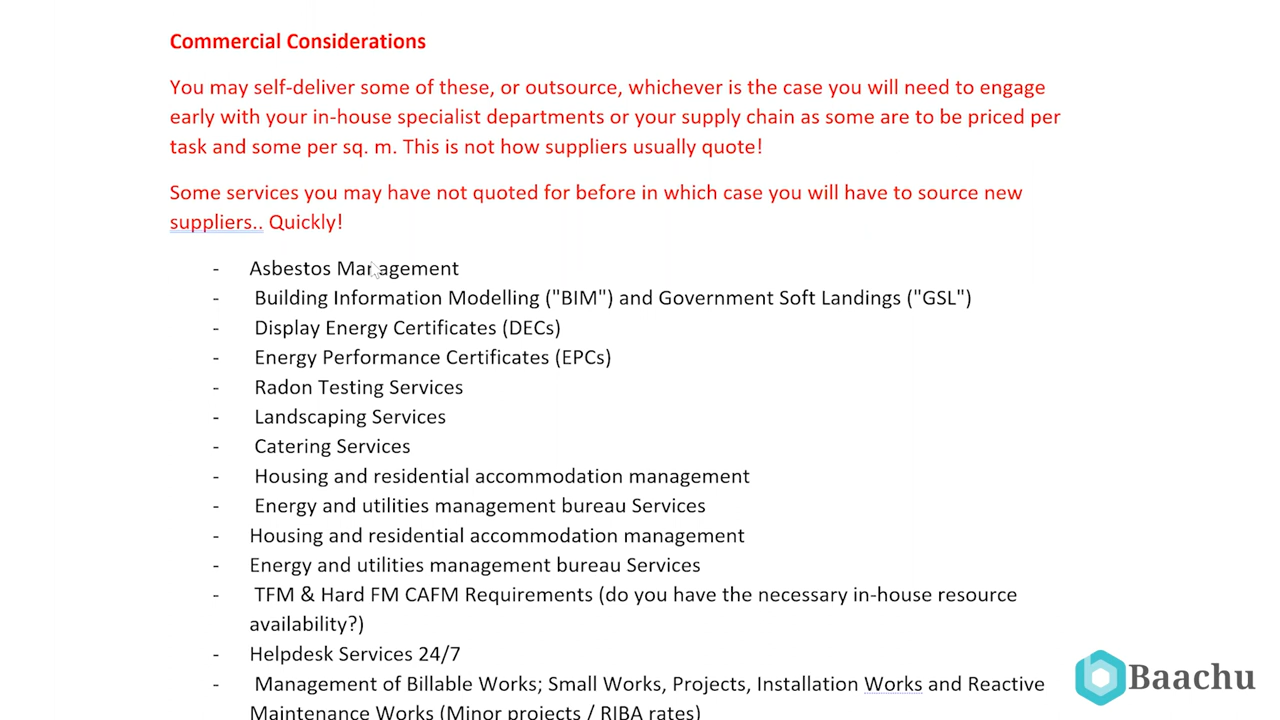 Commercial Considerations
You may self-deliver some of these, or outsource, whichever is the case you will need to engage
early with your in-house specialist departments or your supply chain as some are to be priced per
task and some per sq. m. This is not how suppliers usually quote!
Some services you may have not quoted for before in which case you will have to source new
suppliers.. Quickly!
- Asbestos Management
- Building Information Modelling ("BIM") and Government Soft Landings ("GSL")
- Display Energy Certificates (DECs)
- Energy Performance Certificates (EPCs)
- Radon Testing Services
- Landscaping Services
- Catering Services
- Housing and residential accommodation management
- Energy and utilities management bureau Services
- Housing and residential accommodation management
- Energy and utilities management bureau Services
- TFM & Hard FM CAFM Requirements (do you have the necessary in-house resource
availability?)
- Helpdesk Services 24/7
- Management of Billable Works; Small Works, Projects, Installation Works and Reactive
Maintenance Works (Minor projects / RIBA rates)
Baachu